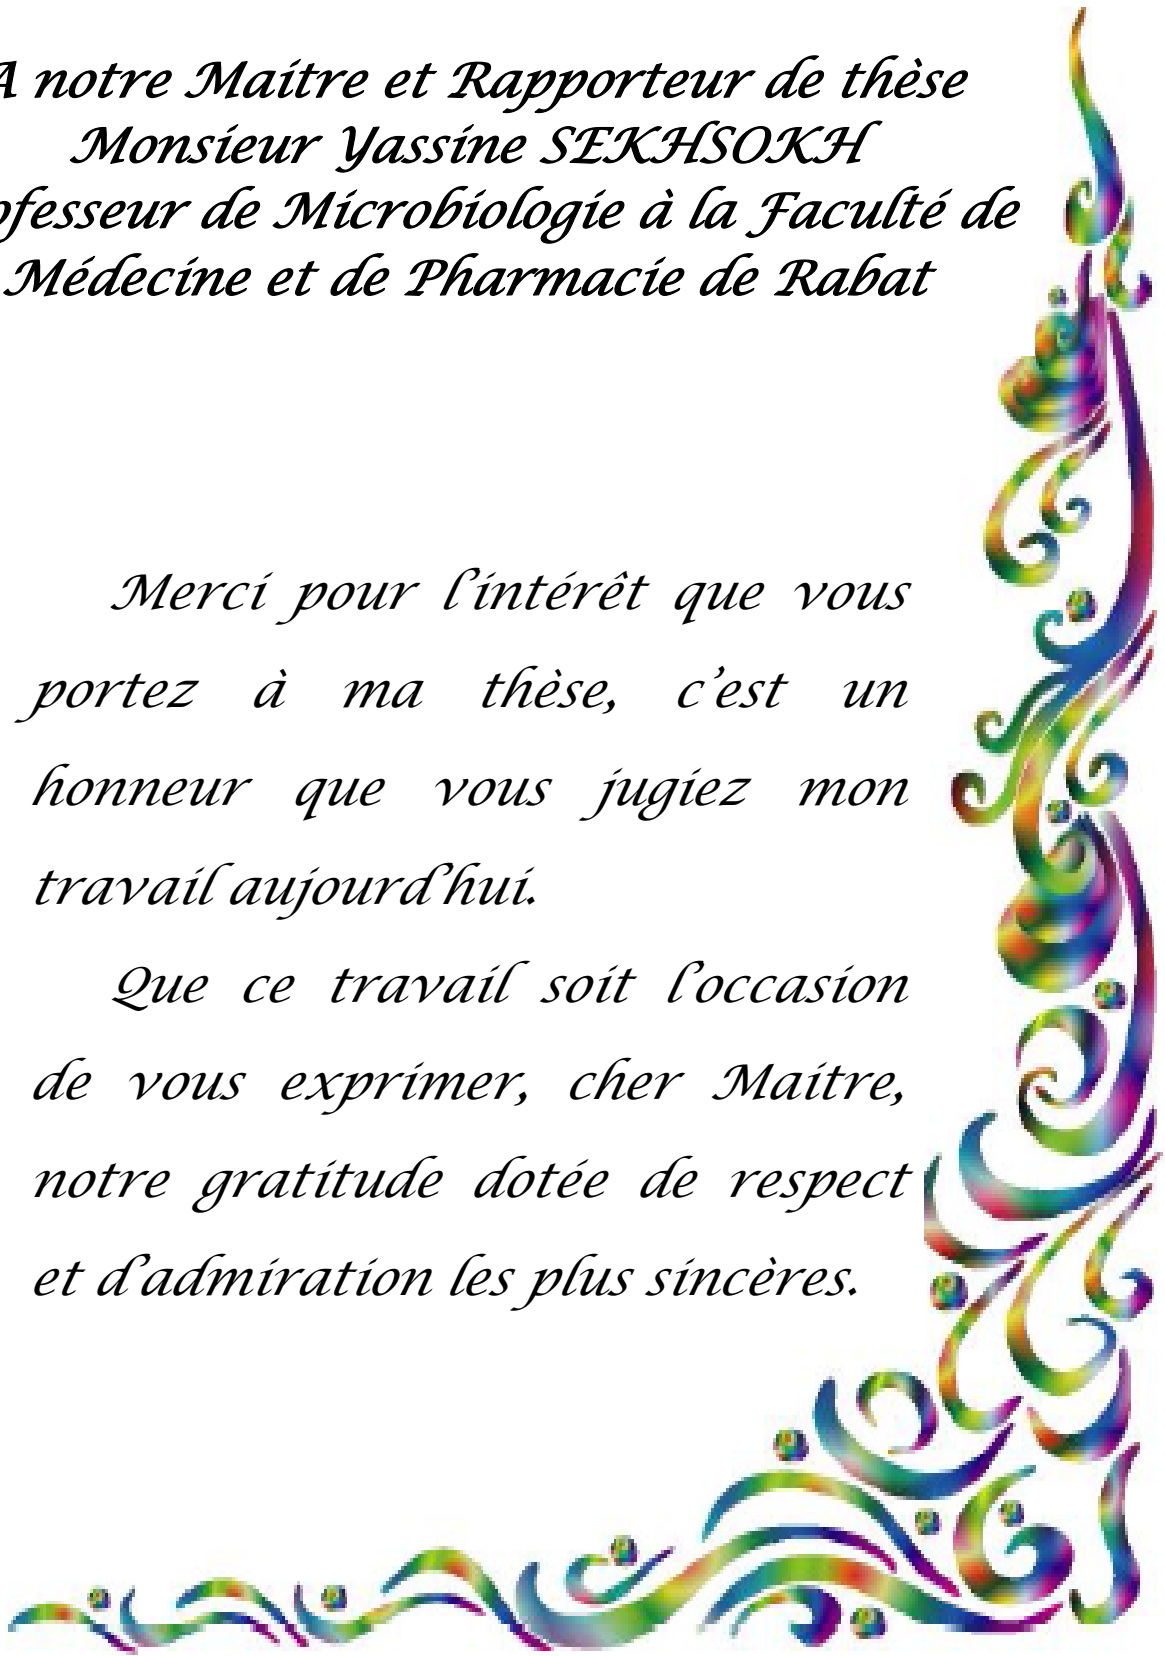 A notre Maitre et Rapporteur de thèse
Monsieur Yassine SEKHSOKH
ofesseur de Microbiologie à la Faculté de
Médecine et de Pharmacie de Rabat
Merci pour l’intérêt que vous
portez à ma thèse, c’est un
honneur que vous jugiez mon
travail aujourd’hui.
Que ce travail soit l’occasion
de vous exprimer, cher Maitre,
notre gratitude dotée de respect
et d’admiration les plus sincères.